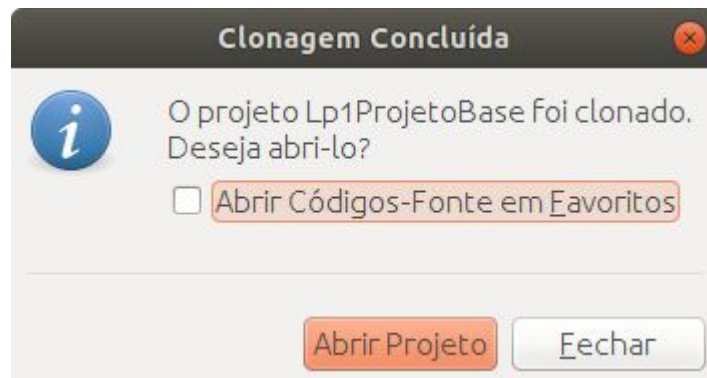 Clonagem Concluída
O projeto Lp1ProjetoBase foi clonado.
Deseja abri-lo?
Abrir Códigos-Fonte em Favoritos
Abrir Projeto
Fechar